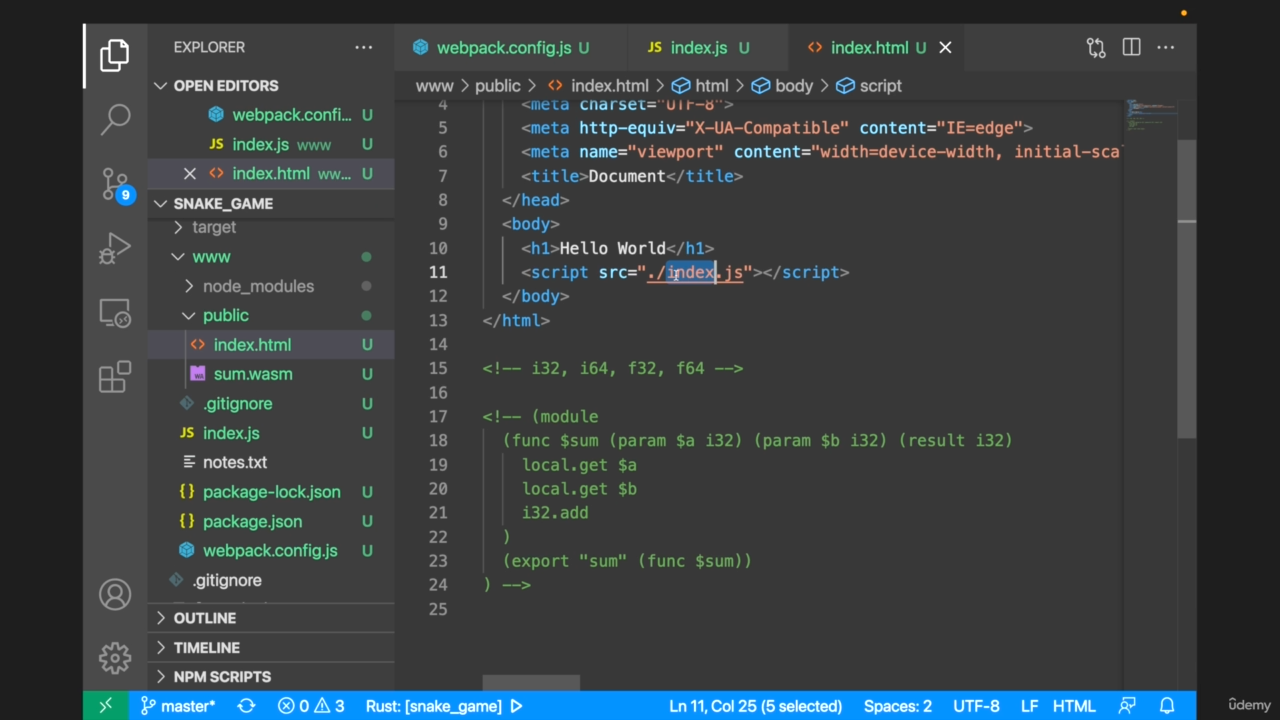 EXPLORER
webpack.config.js U
JS index.js U
<> index.html U
OPEN EDITORS
webpack.confi... U
JS index.js www U
<> index.html ww... U
www > public > <> index.html > html > body > script
SNAKE_GAME
target
www
node_modules
public
<> index.html U
sum.wasm U
.gitignore U
JS index.js U
notes.txt
{} package-lock.json U
{} package.json U
webpack.config.js U
.gitignore
OUTLINE
TIMELINE
NPM SCRIPTS
9
4 <meta charset="UTF-8">
5 <meta http-equiv="X-UA-Compatible" content="IE=edge">
6 <meta name="viewport" content="width=device-width, initial-sca
7 <title>Document</title>
8 </head>
9 <body>
10 <h1>Hello World</h1>
11 <script src="./index.js"></script>
12 </body>
13 </html>
14
15 <!-- i32, i64, f32, f64 -->
16
17 <!-- (module
18 (func $sum (param $a i32) (param $b i32) (result i32)
19 local.get $a
20 local.get $b
21 i32.add
22 )
23 (export "sum" (func $sum))
24 ) -->
25
master* 0 3 Rust: [snake_game] Ln 11, Col 25 (5 selected) Spaces: 2 UTF-8 LF HTML
ûdemy